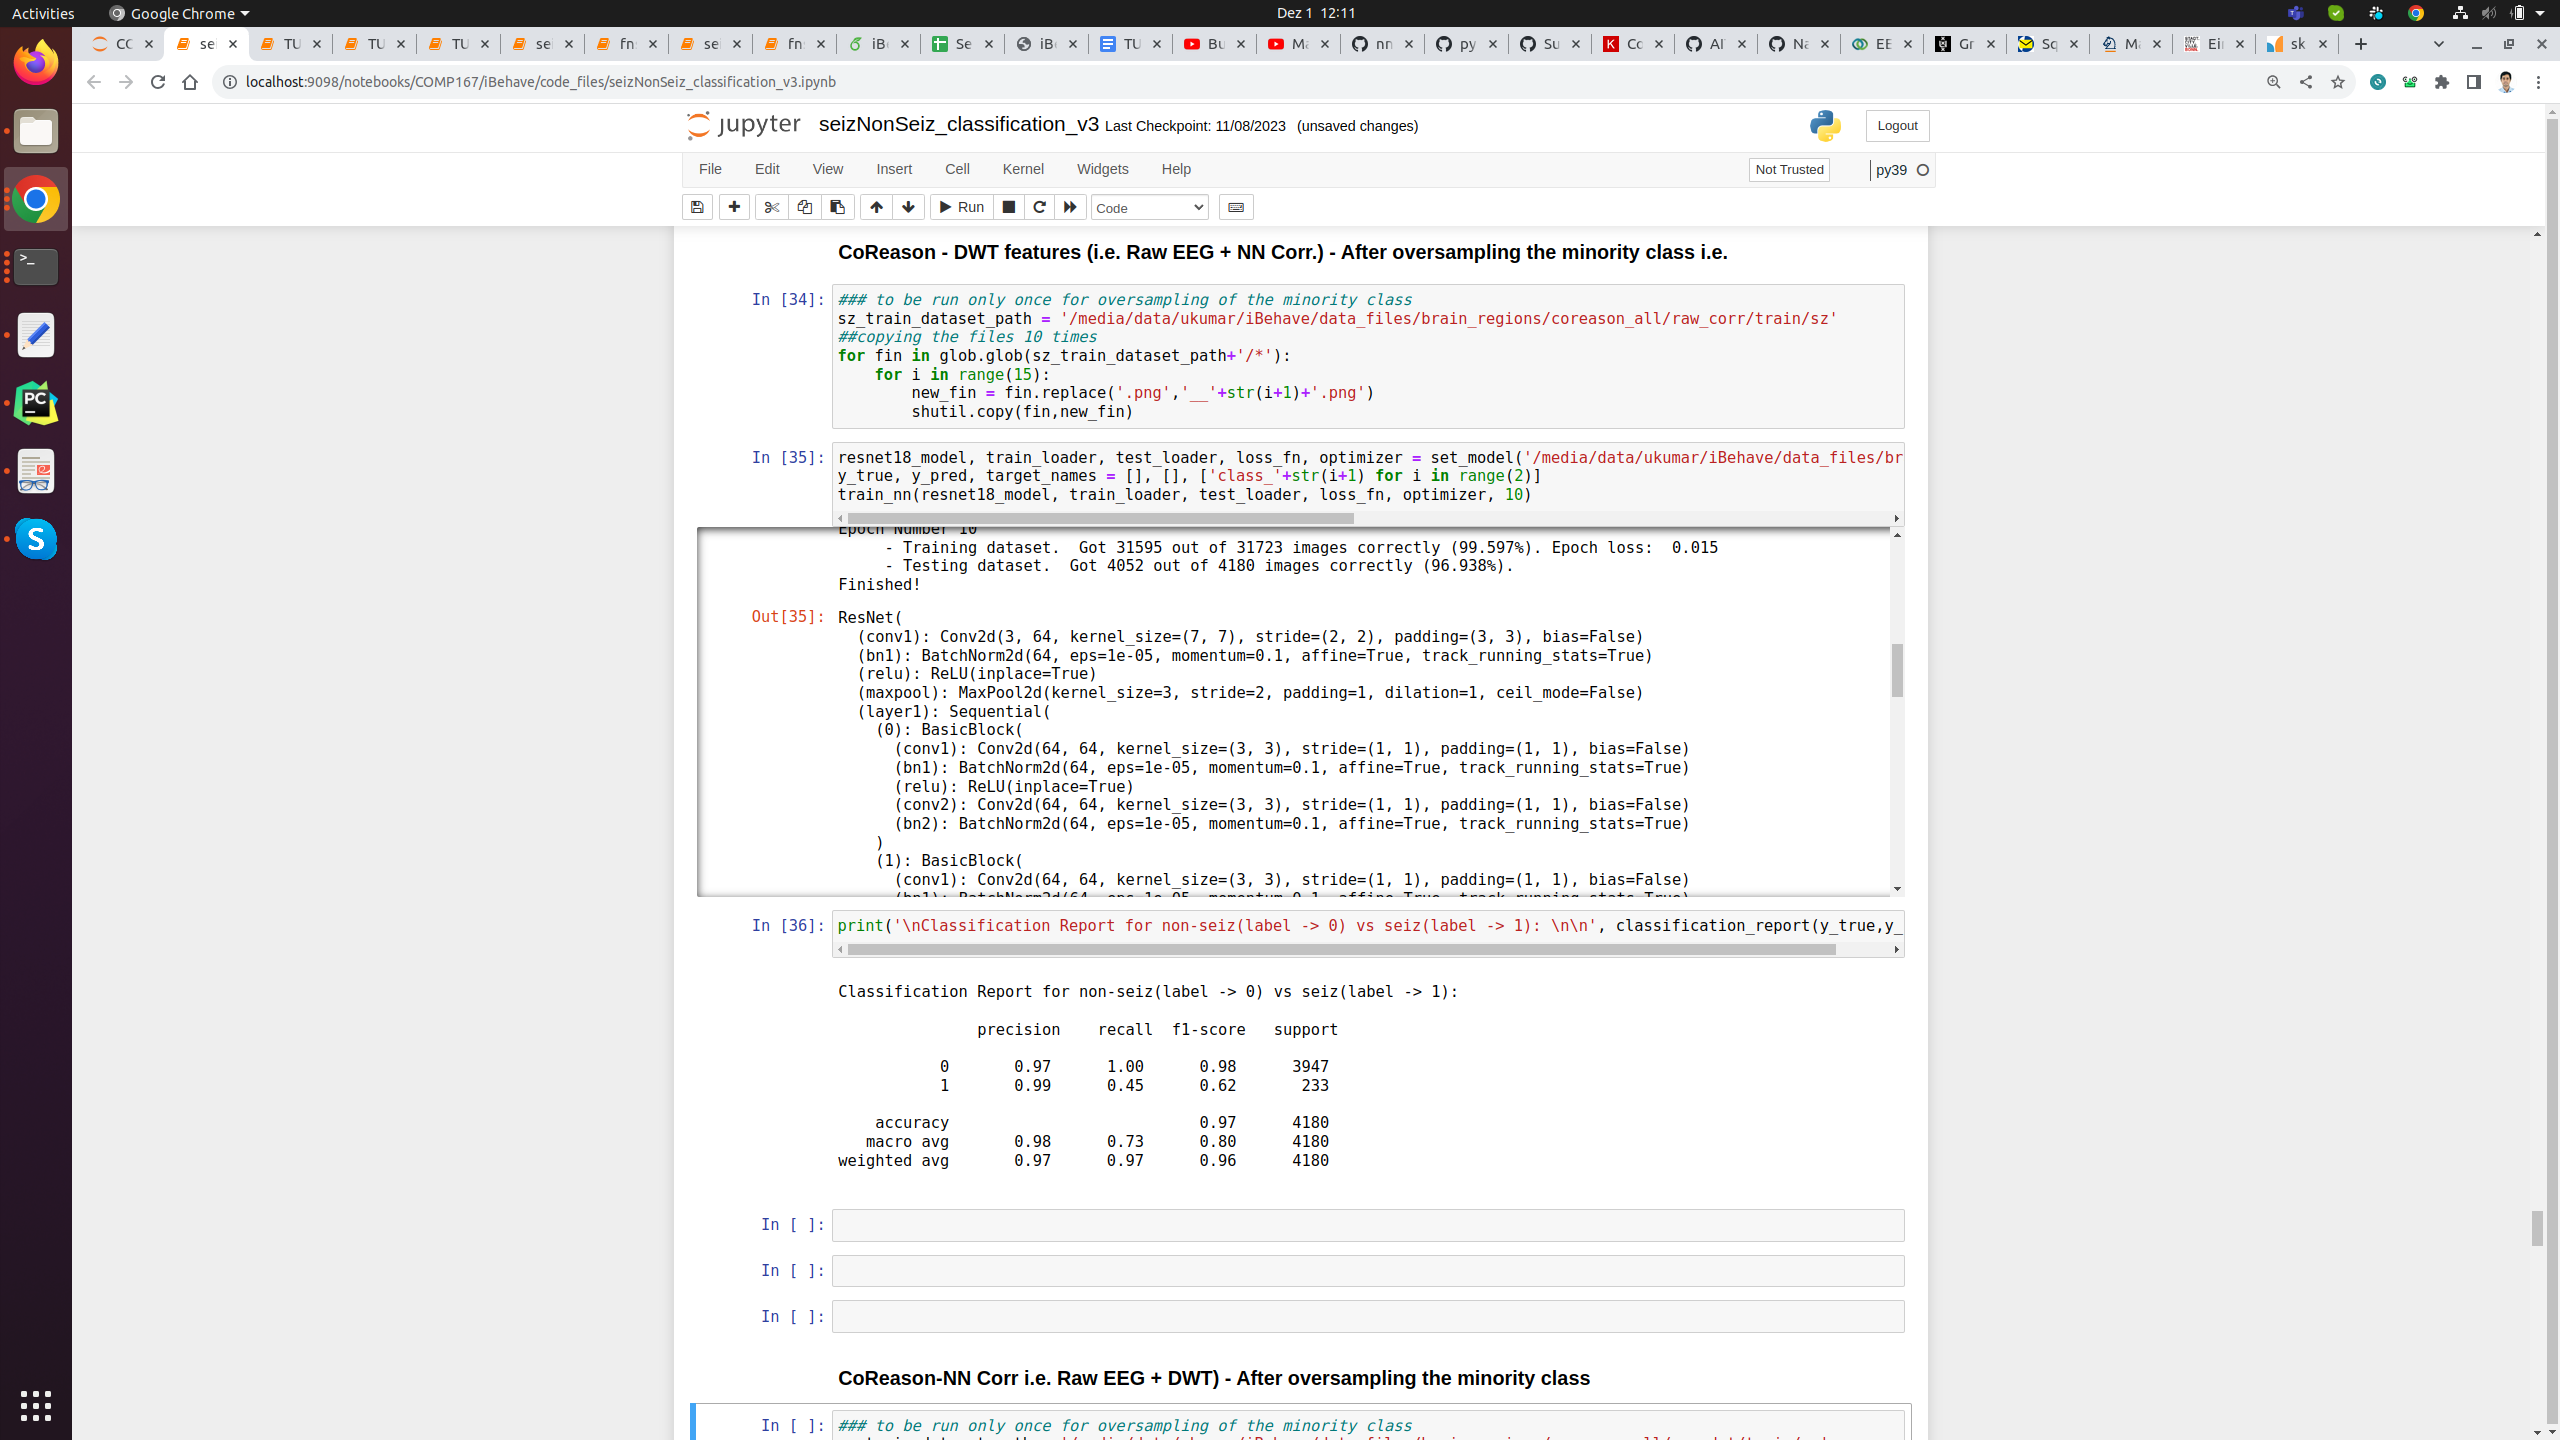 Activities
Google Chrome
Dez 1 12:11
CC
sei
TU
TU
TU
sei
fn
sei
fn
iB
Se
iB
TU
Bu
Ma
nn
py
Su
Co
AI
Na
EE
Gr
Sq
Ma
Ei
sk
localhost:9098/notebooks/COMP167/iBehave/code_files/seizNonSeiz_classification_v3.ipynb
jupyter seizNonSeiz_classification_v3 Last Checkpoint: 11/08/2023 (unsaved changes)
Logout
File Edit View Insert Cell Kernel Widgets Help
Not Trusted
py39
Run
Code
CoReason - DWT features (i.e. Raw EEG + NN Corr.) - After oversampling the minority class i.e.
In [34]:
### to be run only once for oversampling of the minority class
sz_train_dataset_path = '/media/data/ukumar/iBehave/data_files/brain_regions/coreason_all/raw_corr/train/sz'
##copying the files 10 times
for fin in glob.glob(sz_train_dataset_path+'/*'):
    for i in range(15):
        new_fin = fin.replace('.png','__'+str(i+1)+'.png')
        shutil.copy(fin,new_fin)
In [35]:
resnet18_model, train_loader, test_loader, loss_fn, optimizer = set_model('/media/data/ukumar/iBehave/data_files/br
y_true, y_pred, target_names = [], [], ['class_'+str(i+1) for i in range(2)]
train_nn(resnet18_model, train_loader, test_loader, loss_fn, optimizer, 10)
Epoch Number 10
     - Training dataset.  Got 31595 out of 31723 images correctly (99.597%). Epoch loss:  0.015
     - Testing dataset.  Got 4052 out of 4180 images correctly (96.938%).
Finished!
Out[35]:
ResNet(
  (conv1): Conv2d(3, 64, kernel_size=(7, 7), stride=(2, 2), padding=(3, 3), bias=False)
  (bn1): BatchNorm2d(64, eps=1e-05, momentum=0.1, affine=True, track_running_stats=True)
  (relu): ReLU(inplace=True)
  (maxpool): MaxPool2d(kernel_size=3, stride=2, padding=1, dilation=1, ceil_mode=False)
  (layer1): Sequential(
    (0): BasicBlock(
      (conv1): Conv2d(64, 64, kernel_size=(3, 3), stride=(1, 1), padding=(1, 1), bias=False)
      (bn1): BatchNorm2d(64, eps=1e-05, momentum=0.1, affine=True, track_running_stats=True)
      (relu): ReLU(inplace=True)
      (conv2): Conv2d(64, 64, kernel_size=(3, 3), stride=(1, 1), padding=(1, 1), bias=False)
      (bn2): BatchNorm2d(64, eps=1e-05, momentum=0.1, affine=True, track_running_stats=True)
    )
    (1): BasicBlock(
      (conv1): Conv2d(64, 64, kernel_size=(3, 3), stride=(1, 1), padding=(1, 1), bias=False)
      (bn1): BatchNorm2d(64, eps=1e-05, momentum=0.1, affine=True, track_running_stats=True)
In [36]:
print('\nClassification Report for non-seiz(label -> 0) vs seiz(label -> 1): \n\n', classification_report(y_true,y_
Classification Report for non-seiz(label -> 0) vs seiz(label -> 1):
precision    recall  f1-score   support
0       0.97      1.00      0.98      3947
1       0.99      0.45      0.62       233
accuracy                           0.97      4180
macro avg       0.98      0.73      0.80      4180
weighted avg       0.97      0.97      0.96      4180
In [ ]:
In [ ]:
In [ ]:
CoReason-NN Corr i.e. Raw EEG + DWT) - After oversampling the minority class
In [ ]:
### to be run only once for oversampling of the minority class